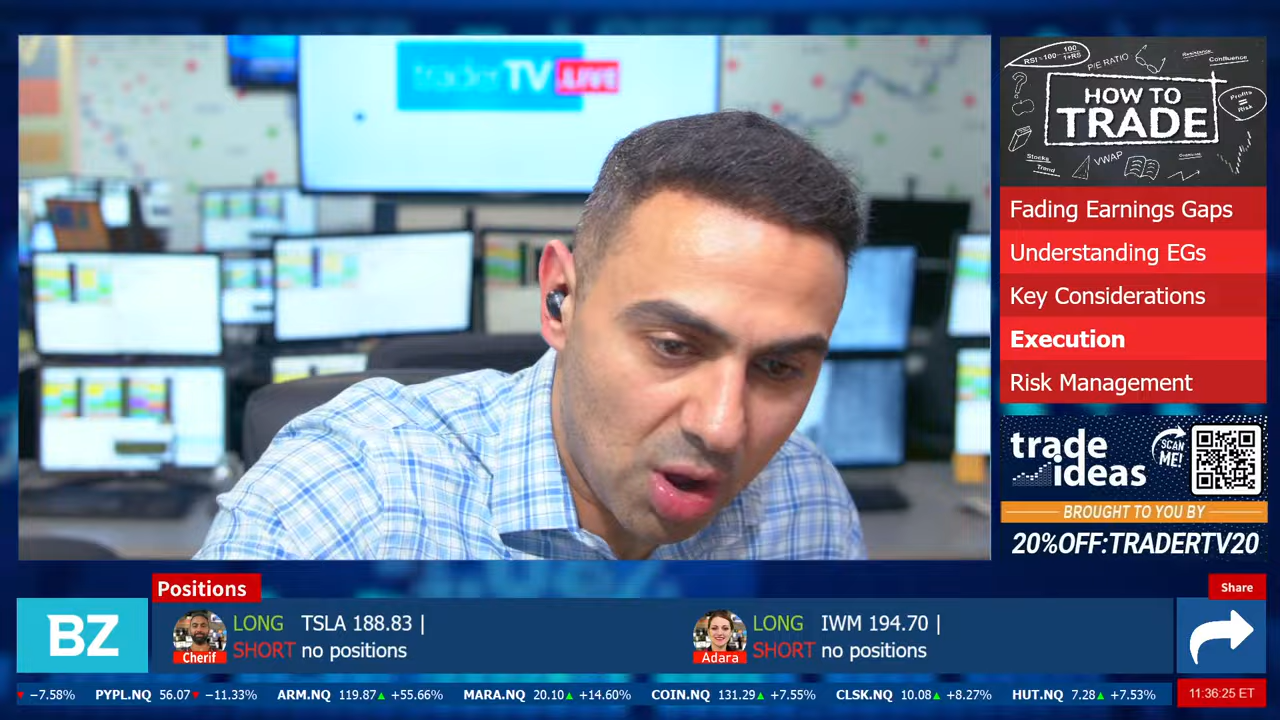 traderTV.LIVE
RSI=100- 100
1+RS
P/E RATIO
Resistance
Confluence
HOW TO
TRADE
Profits
=
Risk
Stocks
Trend
VWAP
Fading Earnings Gaps
Understanding EGs
Key Considerations
Execution
Risk Management
trade
ideas
SCAN
ME!
BROUGHT TO YOU BY
20%OFF:TRADERTV20
Positions
Share
BZ
LONG TSLA 188.83 |
SHORT no positions
Cherif
LONG IWM 194.70 |
SHORT no positions
Adara
−7.58% PYPL.NQ 56.07 −11.33% ARM.NQ 119.87 +55.66% MARA.NQ 20.10 +14.60% COIN.NQ 131.29 +7.55% CLSK.NQ 10.08 +8.27% HUT.NQ 7.28 +7.53%
11:36:25 ET